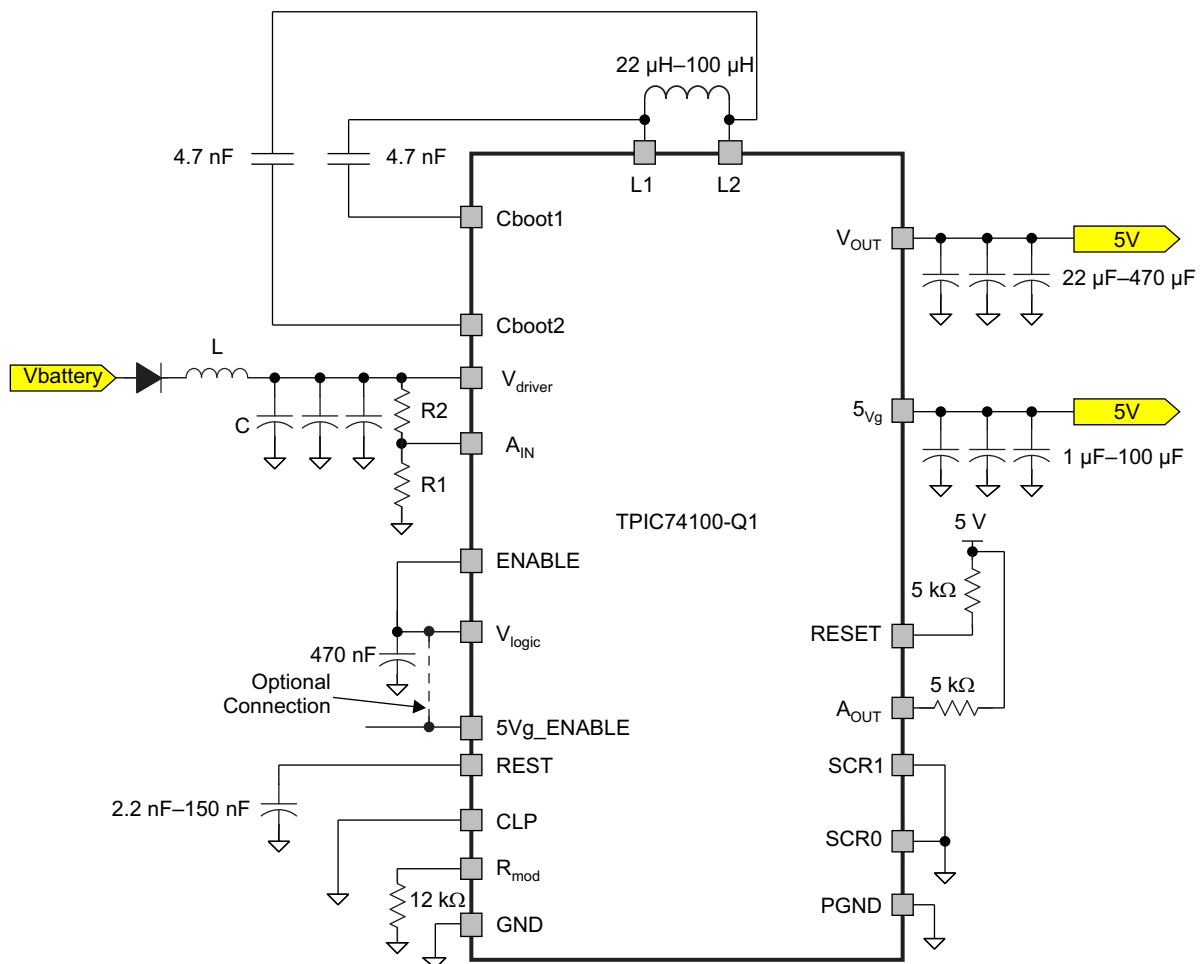 22 µH–100 µH
4.7 nF
4.7 nF
L1
L2
Cboot1
VOUT
5V
22 µF–470 µF
Cboot2
L
Vbattery
Vdriver
R2
C
AIN
R1
5Vg
5V
1 µF–100 µF
TPIC74100-Q1
5 V
ENABLE
5 kΩ
RESET
Vlogic
470 nF
Optional
Connection
5 kΩ
AOUT
5Vg_ENABLE
REST
SCR1
2.2 nF–150 nF
CLP
SCR0
Rmod
12 kΩ
GND
PGND